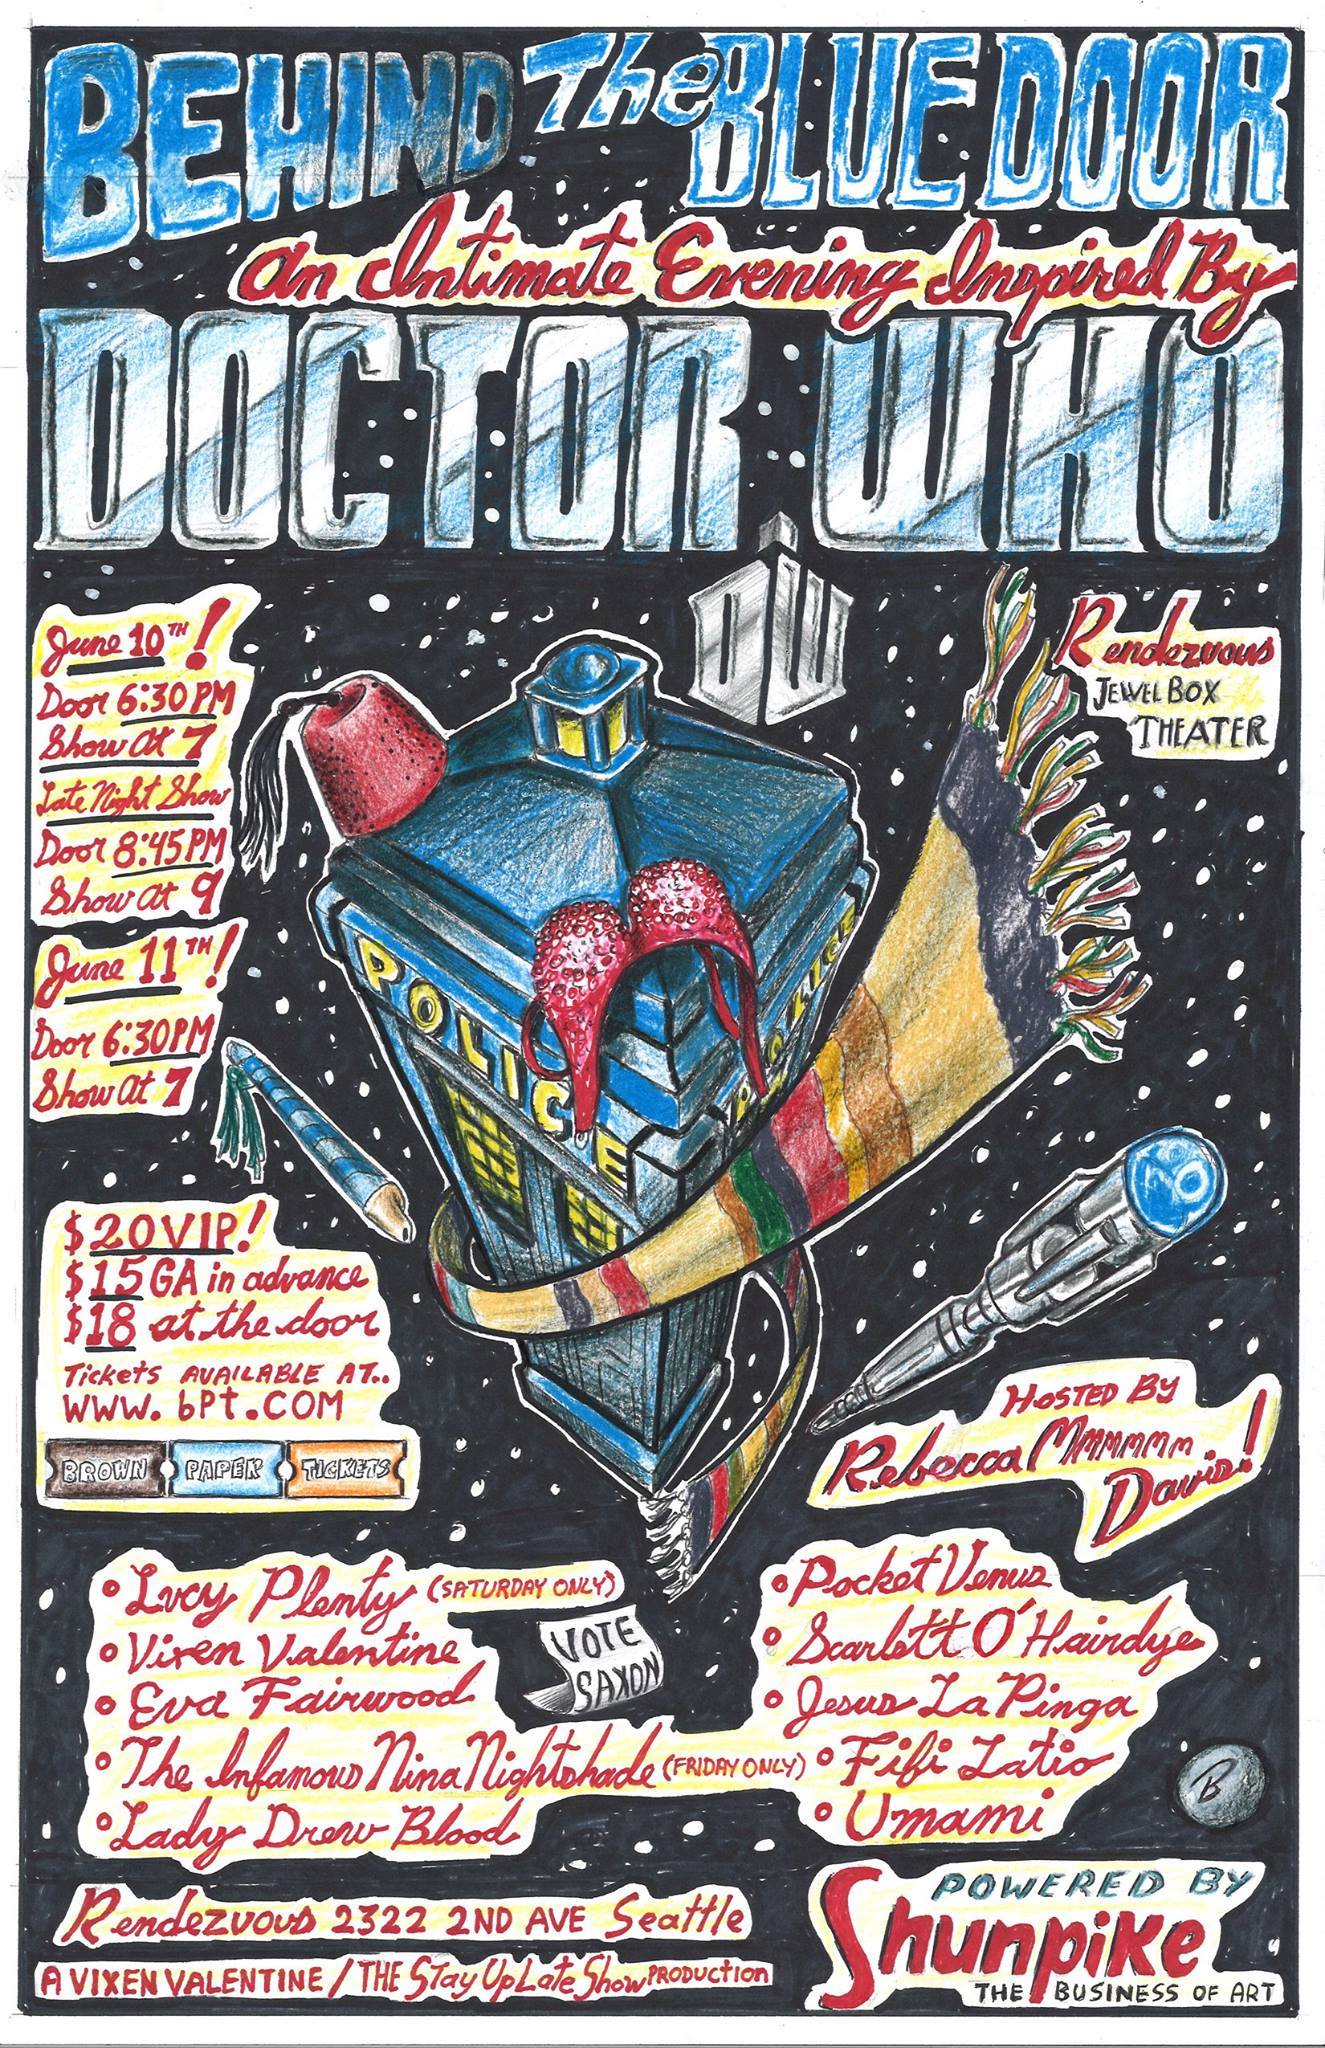 BEHIND The BLUE DOOR
An Intimate Evening Inspired By
DOCTOR WHO
DW
June 10TH!
Door 6:30 PM
Show At 7
Late Night Show
Door 8:45 PM
Show At 9
June 11TH!
Door 6:30 PM
Show At 7
Rendezvous
JEWEL BOX
THEATER
POLICE
$20 VIP!
$15 GA in advance
$18 at the door
Tickets AVAILABLE AT..
WWW.bPt.COM
BROWN PAPER TICKETS
HOSTED BY
Rebecca Mmmmmm
Davis!
Lucy Plenty (SATURDAY ONLY)
Vixen Valentine
Eva Fairwood
The Infamous Nina Nightshade (FRIDAY ONLY)
Lady Drew Blood
VOTE
SAXON
Pocket Venus
Scarlett O'Hairdye
Jesus La Pinga
Fifi Latio
Umami
B
Rendezvous 2322 2ND AVE Seattle
A VIXEN VALENTINE / THE Stay Up Late Show PRODUCTION
POWERED BY
Shunpike
THE BUSINESS OF ART